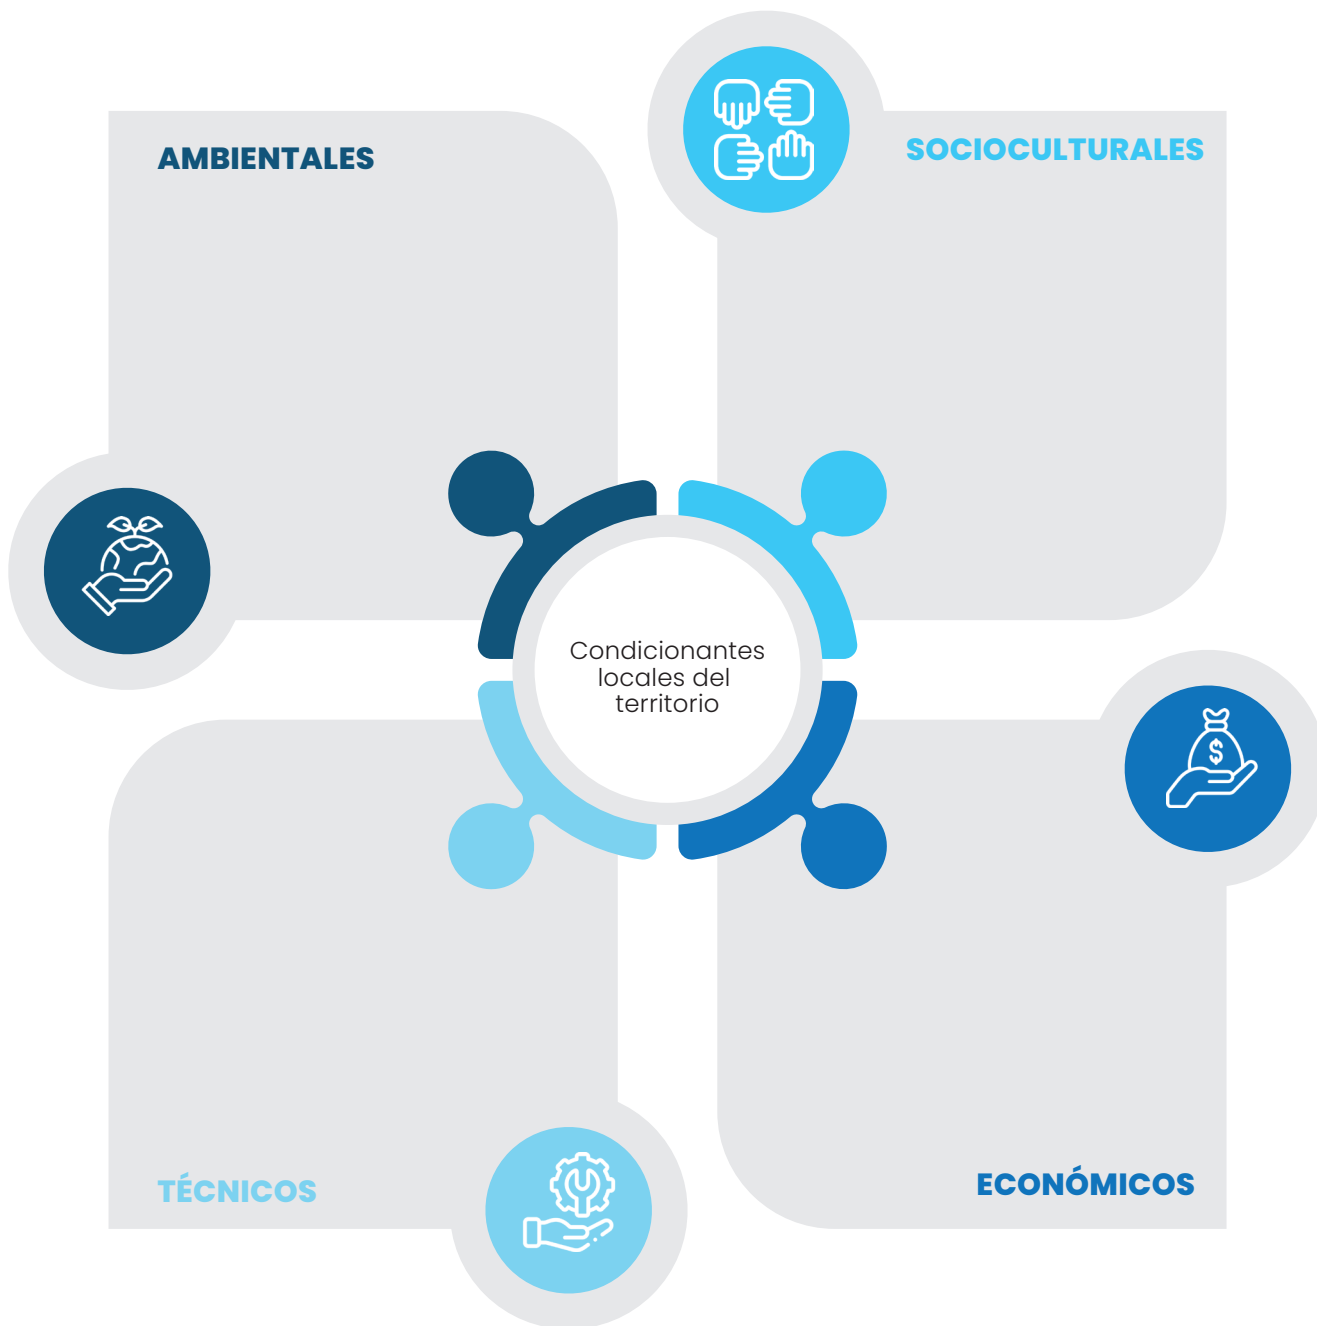 AMBIENTALES
SOCIOCULTURALES
Condicionantes
locales del
territorio
TÉCNICOS
ECONÓMICOS
$